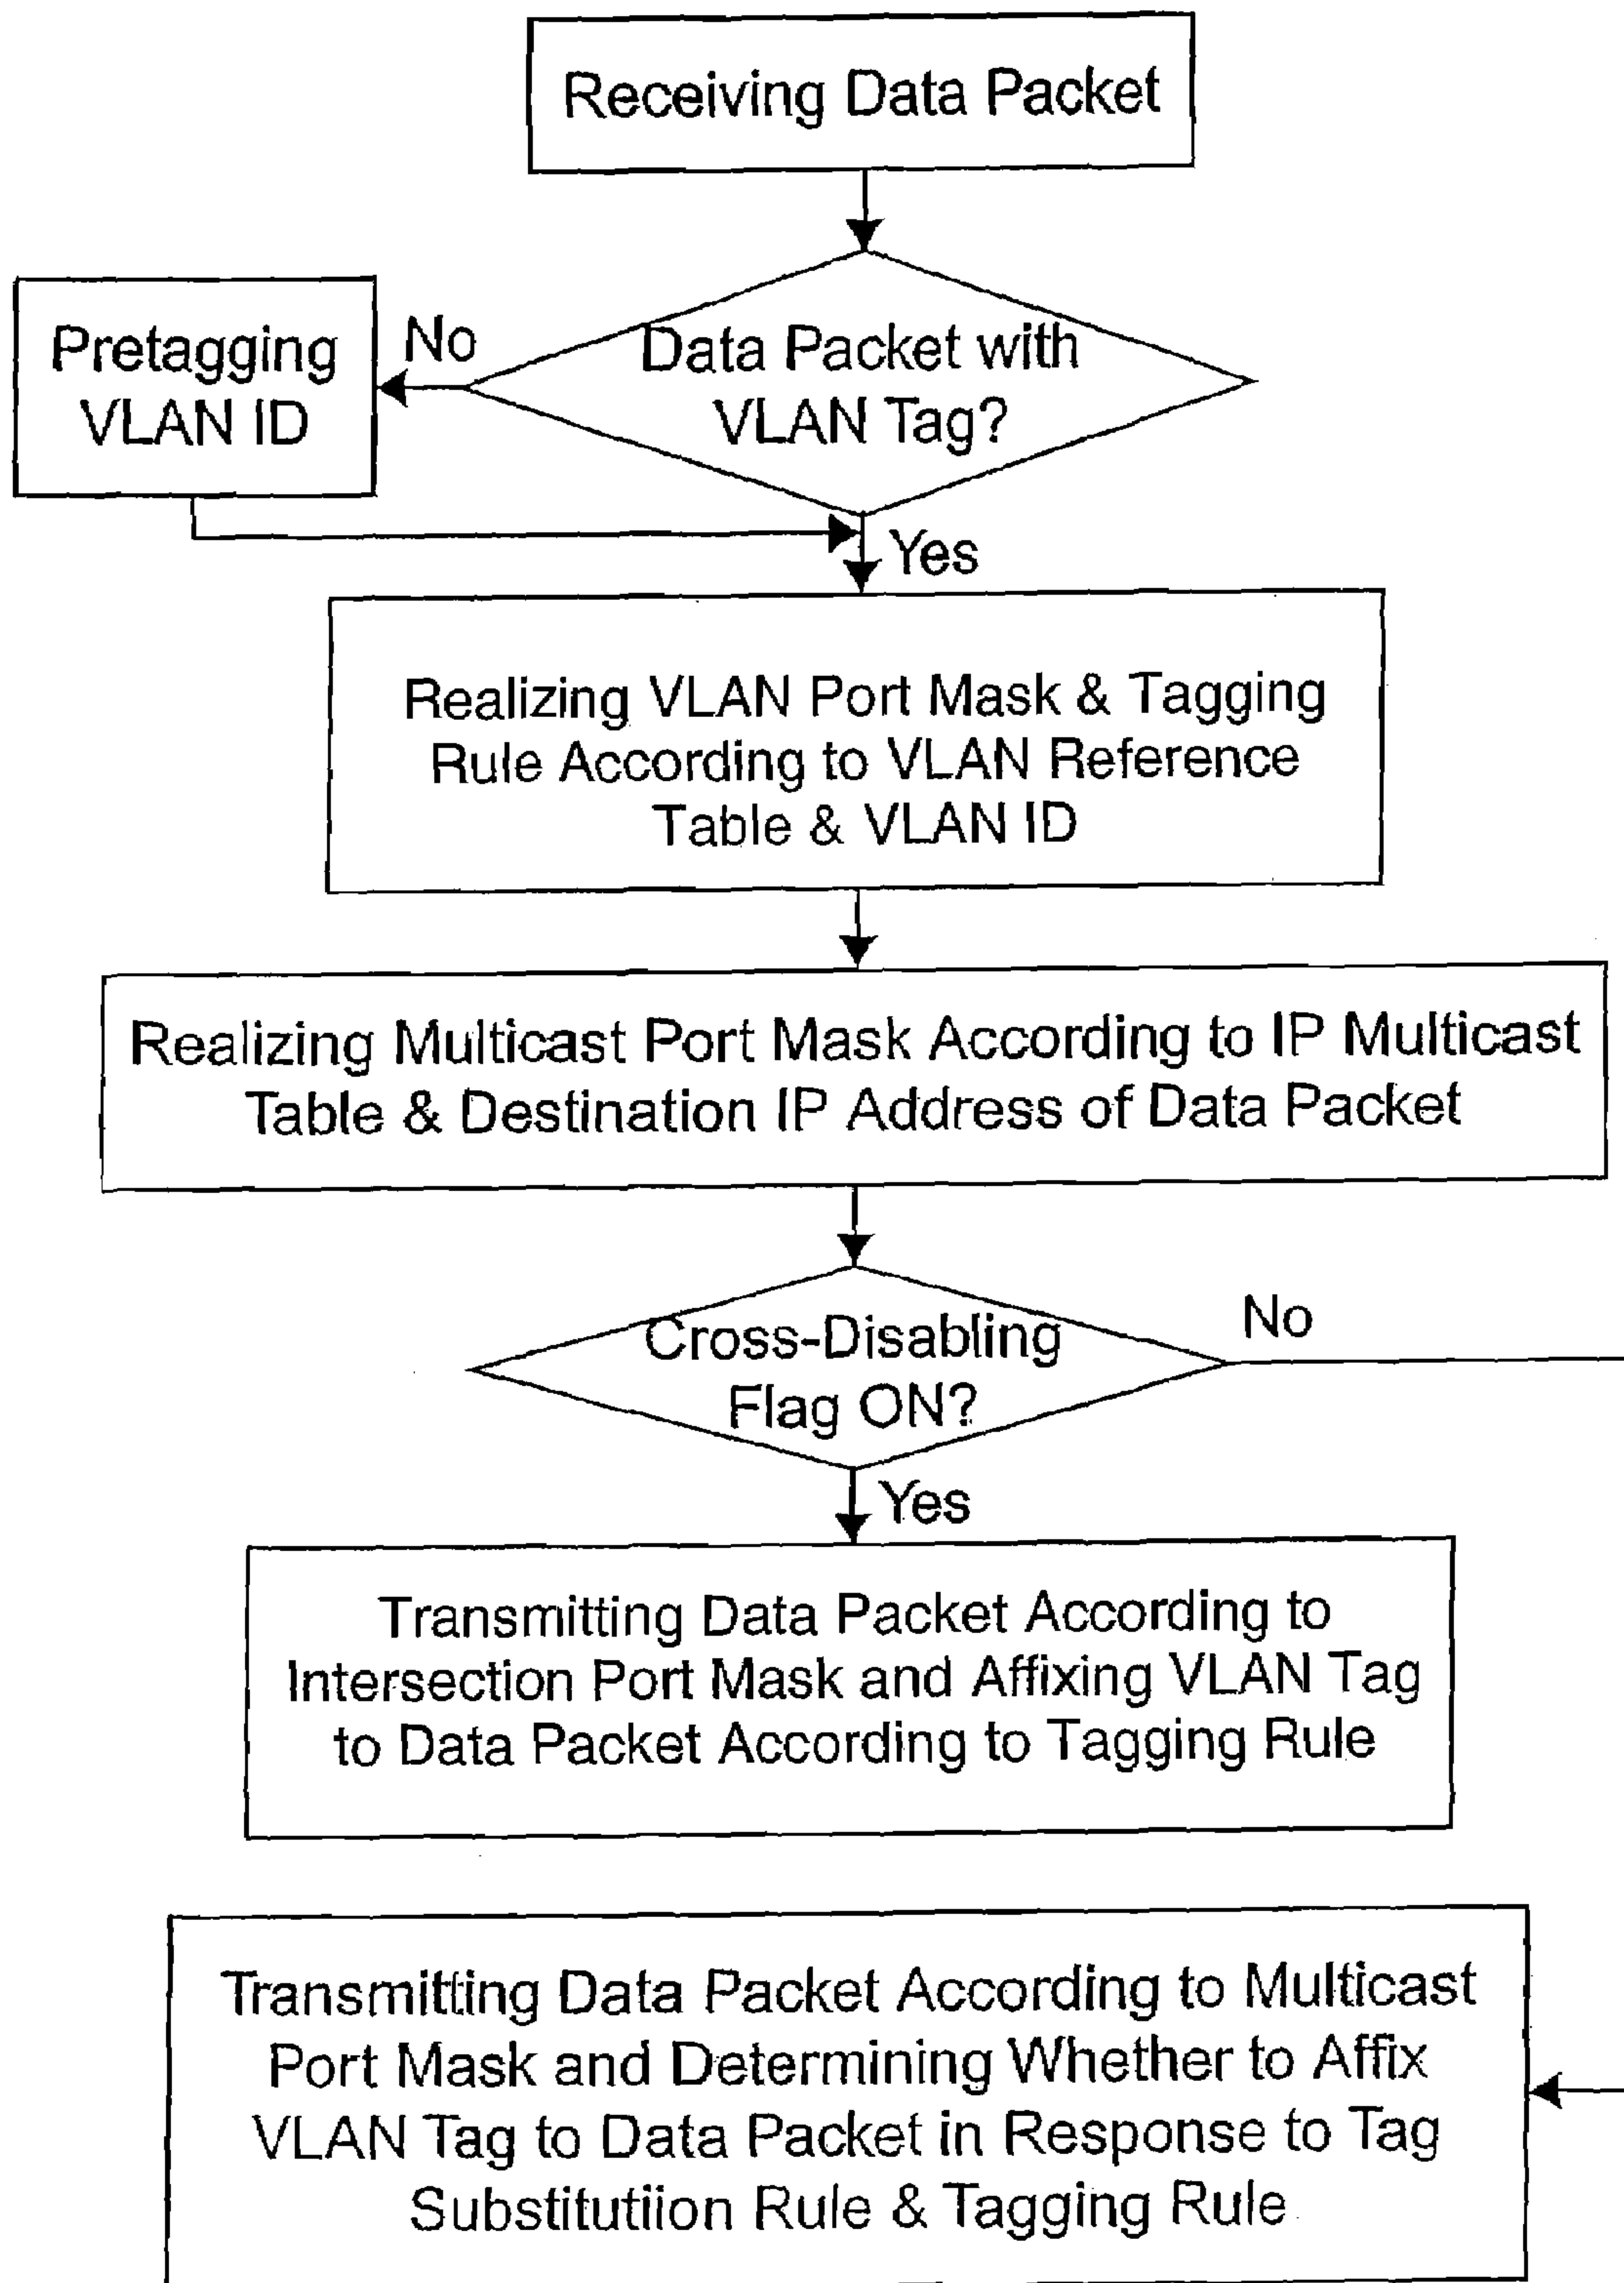 Receiving Data Packet
Data Packet with
VLAN Tag?
No
Pretagging
VLAN ID
Yes
Realizing VLAN Port Mask & Tagging
Rule According to VLAN Reference
Table & VLAN ID
Realizing Multicast Port Mask According to IP Multicast
Table & Destination IP Address of Data Packet
Cross-Disabling
Flag ON?
No
Yes
Transmitting Data Packet According to
Intersection Port Mask and Affixing VLAN Tag
to Data Packet According to Tagging Rule
Transmitting Data Packet According to Multicast
Port Mask and Determining Whether to Affix
VLAN Tag to Data Packet in Response to Tag
Substitutiion Rule & Tagging Rule